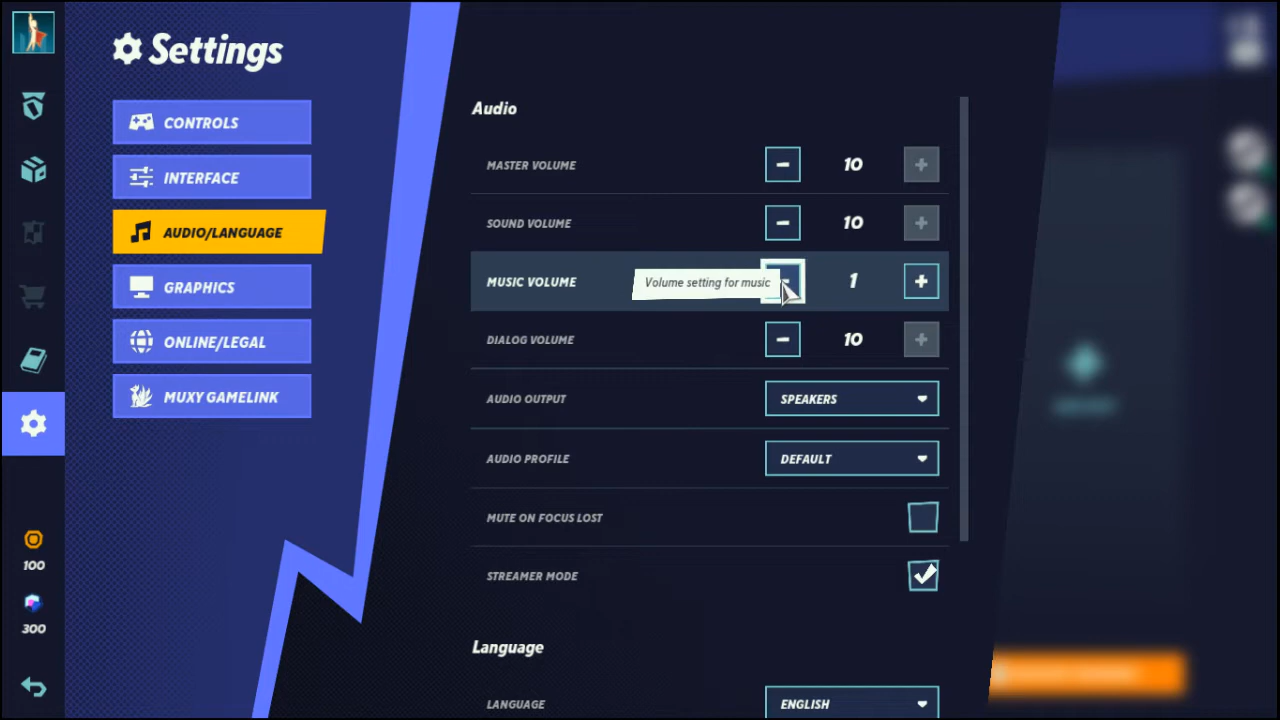 Settings
CONTROLS
INTERFACE
AUDIO/LANGUAGE
GRAPHICS
ONLINE/LEGAL
MUXY GAMELINK
100
300
Audio
MASTER VOLUME - 10 +
SOUND VOLUME - 10 +
MUSIC VOLUME Volume setting for music - 1 +
DIALOG VOLUME - 10 +
AUDIO OUTPUT SPEAKERS
AUDIO PROFILE DEFAULT
MUTE ON FOCUS LOST
STREAMER MODE
Language
LANGUAGE ENGLISH